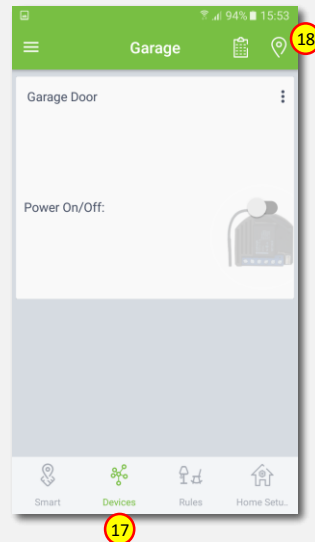 94% 15:53
Garage
18
Garage Door
Power On/Off:
Smart Devices Rules Home Setu..
17